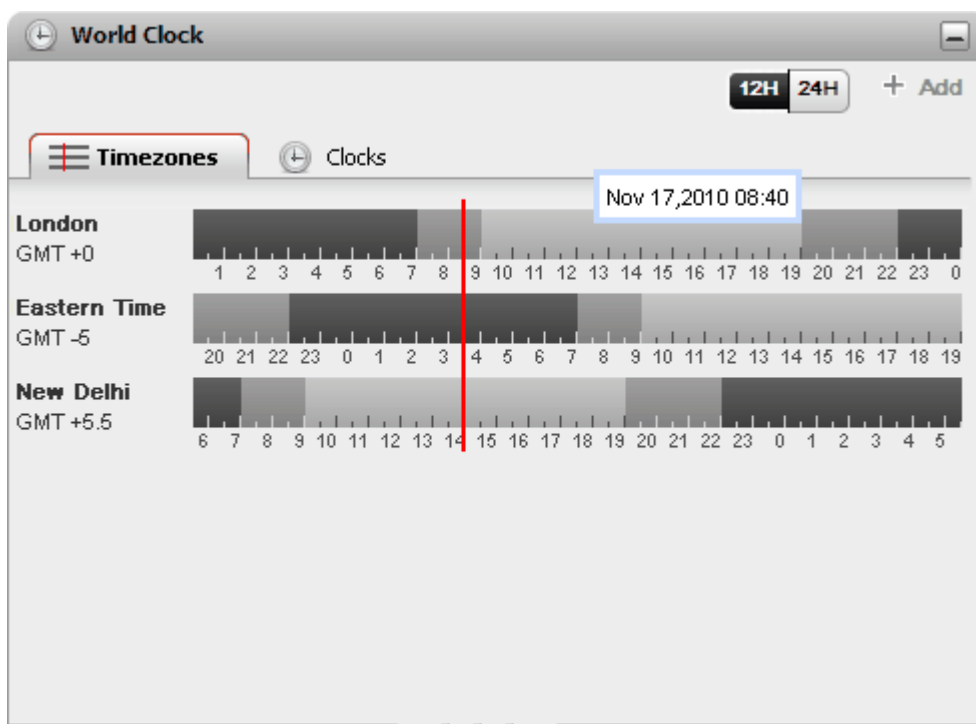 World Clock
12H 24H + Add
Timezones Clocks
Nov 17,2010 08:40
London
GMT +0
1 2 3 4 5 6 7 8 9 10 11 12 13 14 15 16 17 18 19 20 21 22 23 0
Eastern Time
GMT -5
20 21 22 23 0 1 2 3 4 5 6 7 8 9 10 11 12 13 14 15 16 17 18 19
New Delhi
GMT +5.5
6 7 8 9 10 11 12 13 14 15 16 17 18 19 20 21 22 23 0 1 2 3 4 5